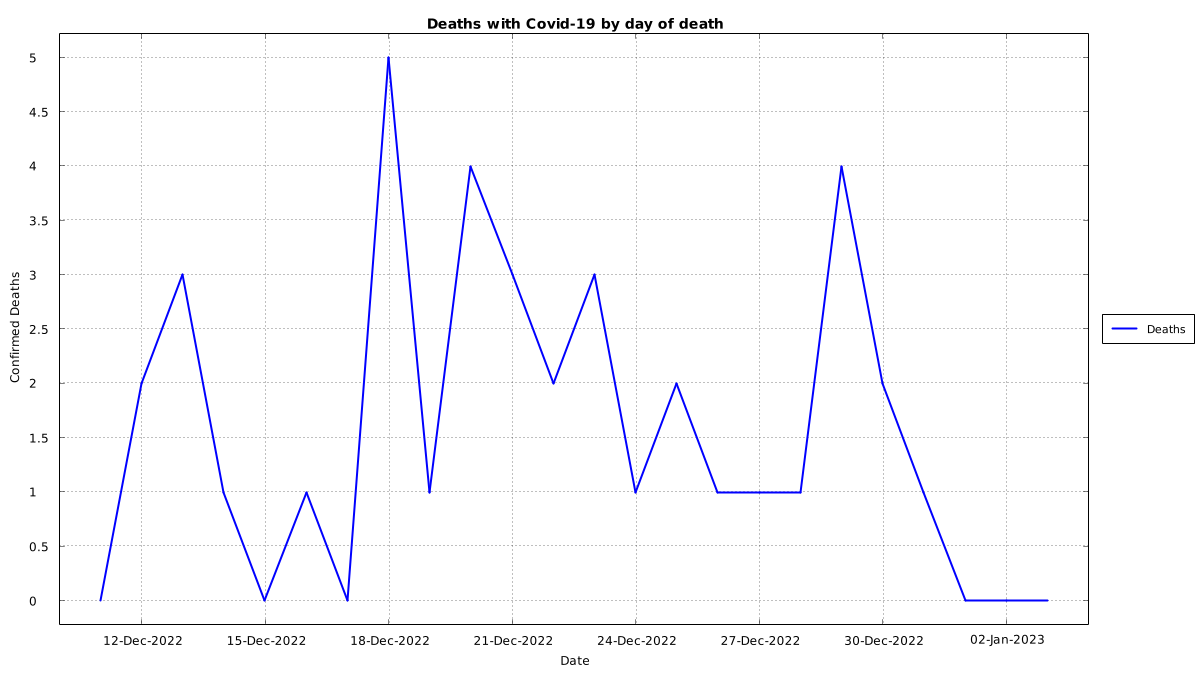 Deaths with Covid-19 by day of death
5
4.5
4
3.5
3
2.5
2
1.5
1
0.5
0
Confirmed Deaths
Deaths
12-Dec-2022 15-Dec-2022 18-Dec-2022 21-Dec-2022 24-Dec-2022 27-Dec-2022 30-Dec-2022 02-Jan-2023
Date